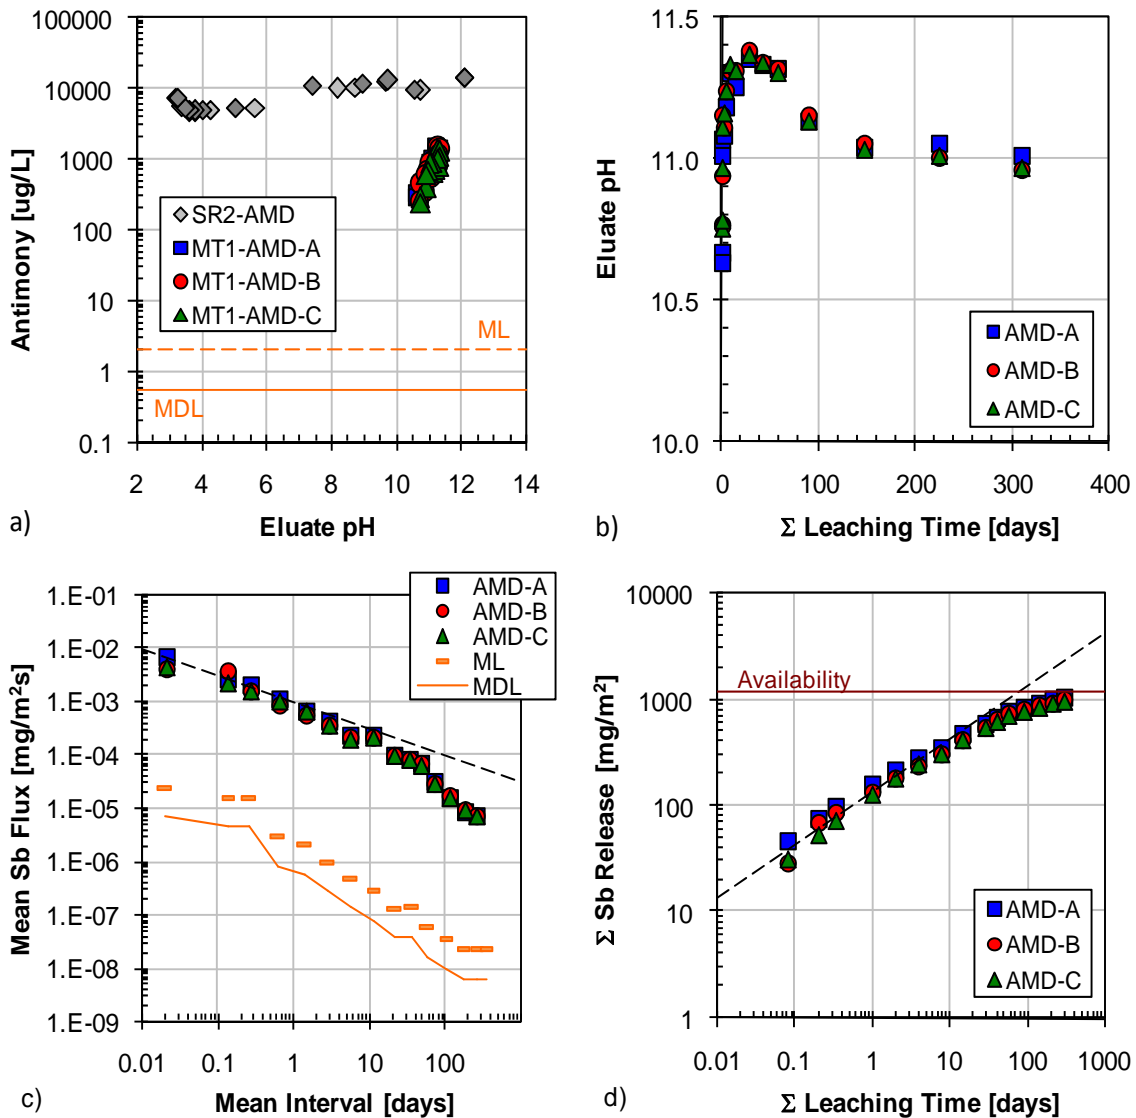 100000
10000
1000
100
10
1
0.1
Antimony [ug/L]
SR2-AMD
MT1-AMD-A
MT1-AMD-B
MT1-AMD-C
ML
MDL
2 4 6 8 10 12 14
Eluate pH
a)
11.5
11.0
10.5
10.0
Eluate pH
AMD-A
AMD-B
AMD-C
0 100 200 300 400
Σ Leaching Time [days]
b)
1.E-01
1.E-02
1.E-03
1.E-04
1.E-05
1.E-06
1.E-07
1.E-08
1.E-09
Mean Sb Flux [mg/m²s]
AMD-A
AMD-B
AMD-C
ML
MDL
0.01 0.1 1 10 100
Mean Interval [days]
c)
10000
1000
100
10
1
Σ Sb Release [mg/m²]
Availability
AMD-A
AMD-B
AMD-C
0.01 0.1 1 10 100 1000
Σ Leaching Time [days]
d)